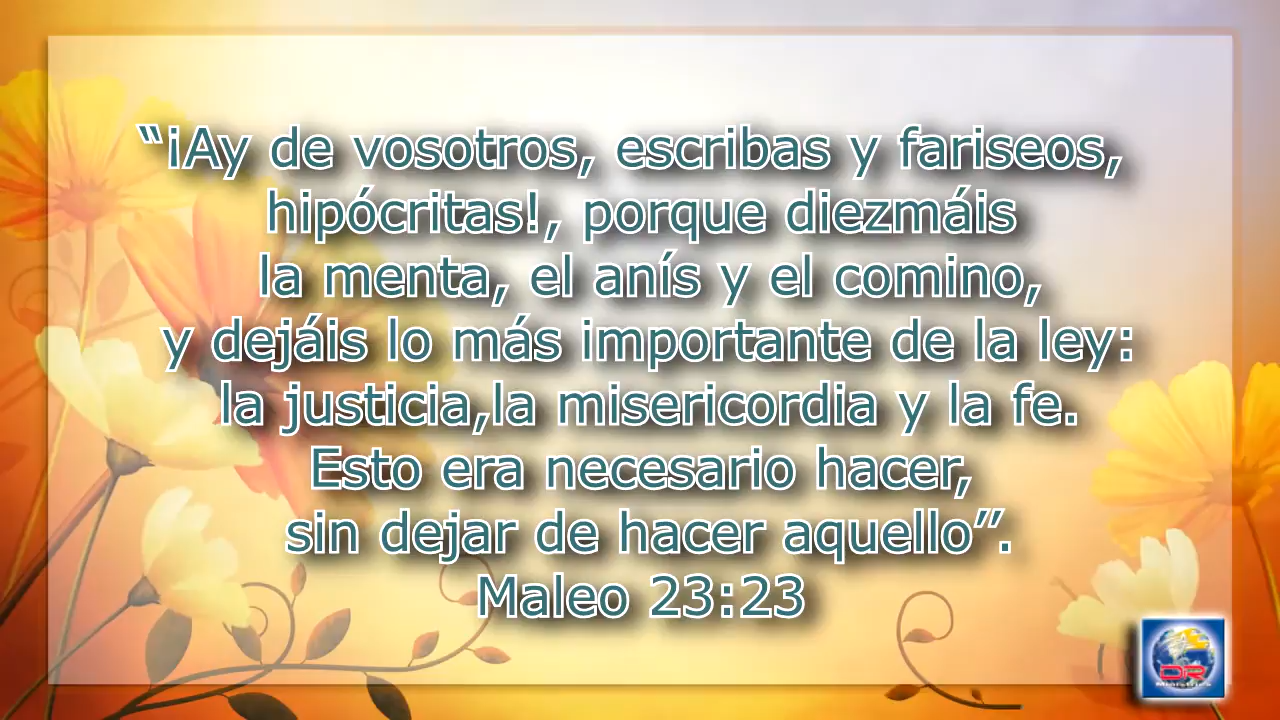 “¡Ay de vosotros, escribas y fariseos,
hipócritas!, porque diezmáis
la menta, el anís y el comino,
y dejáis lo más importante de la ley:
la justicia,la misericordia y la fe.
Esto era necesario hacer,
sin dejar de hacer aquello”.
Maleo 23:23
DR
Ministries